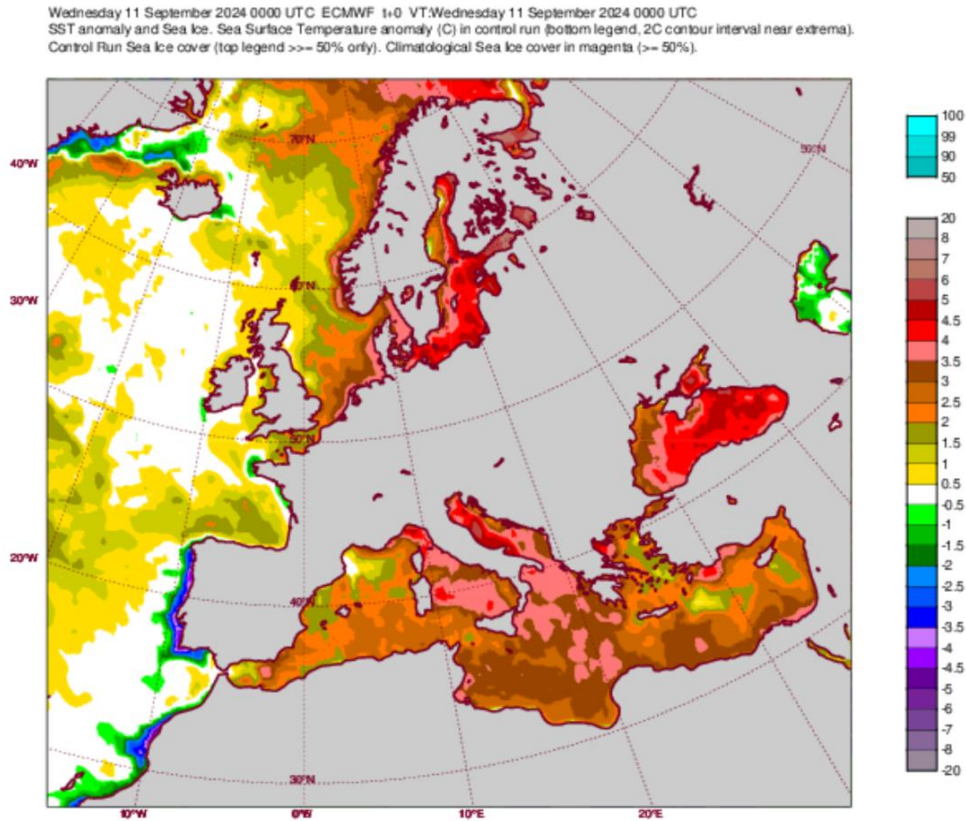 Wednesday 11 September 2024 0000 UTC ECMWF t+0 VT:Wednesday 11 September 2024 0000 UTC
SST anomaly and Sea Ice. Sea Surface Temperature anomaly (C) in control run (bottom legend, 2C contour interval near extrema).
Control Run Sea Ice cover (top legend >>= 50% only). Climatological Sea Ice cover in magenta (>= 50%).
100
99
90
50
70°N
50°N
40°W
20
8
7
6
5
4.5
4
3.5
3
2.5
2
1.5
1
0.5
-0.5
-1
-1.5
-2
-2.5
-3
-3.5
-4
-4.5
-5
-6
-7
-8
-20
30°W
50°N
20°W
40°N
30°N
10°W
0°W
10°E
20°E